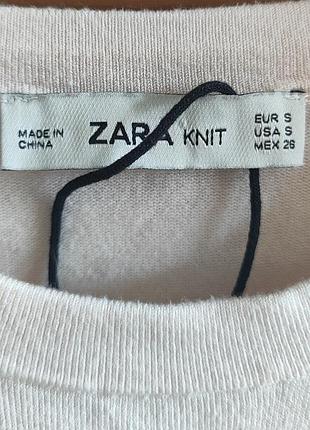 MADE IN
CHINA
ZARA KNIT
EUR S
USA S
MEX 26